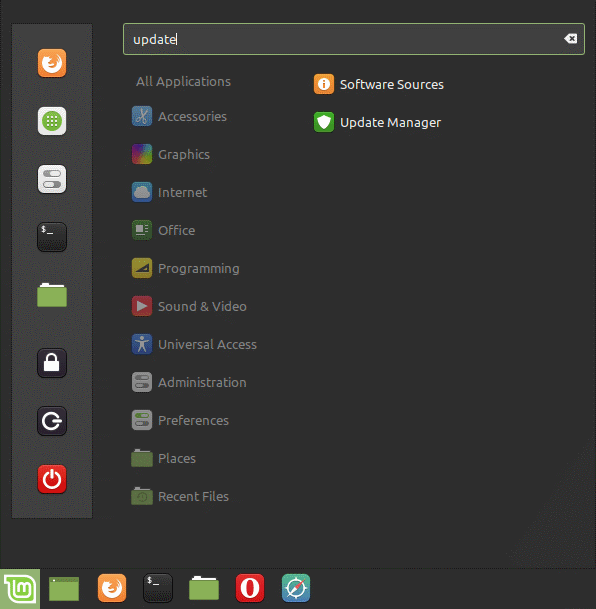 update
All Applications
Accessories
Graphics
Internet
Office
Programming
Sound & Video
Universal Access
Administration
Preferences
Places
Recent Files
Software Sources
Update Manager